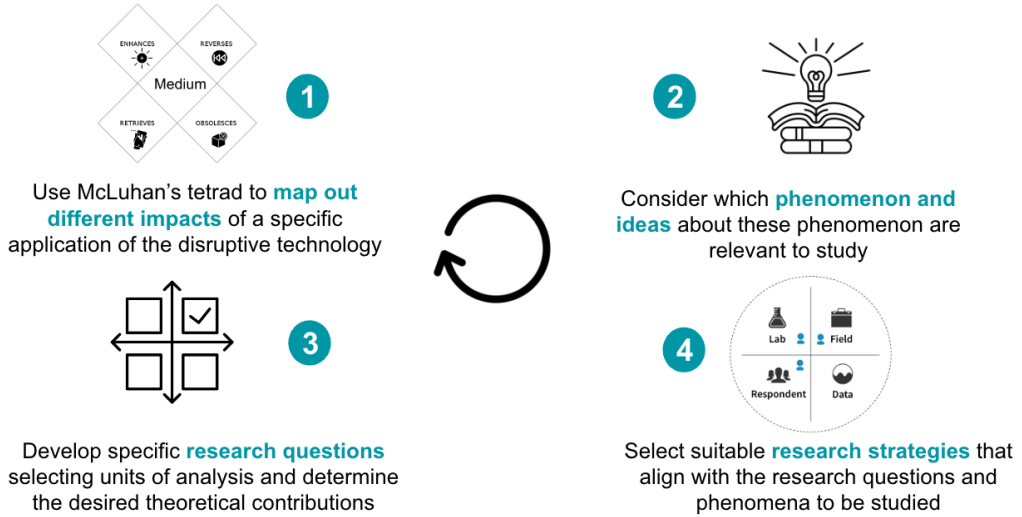 ENHANCES
REVERSES
Medium
RETRIEVES
OBSOLESCES
1
Use McLuhan's tetrad to map out
different impacts of a specific
application of the disruptive technology
2
Consider which phenomenon and
ideas about these phenomenon are
relevant to study
3
Develop specific research questions
selecting units of analysis and determine
the desired theoretical contributions
4
Lab
Field
Respondent
Data
Select suitable research strategies that
align with the research questions and
phenomena to be studied